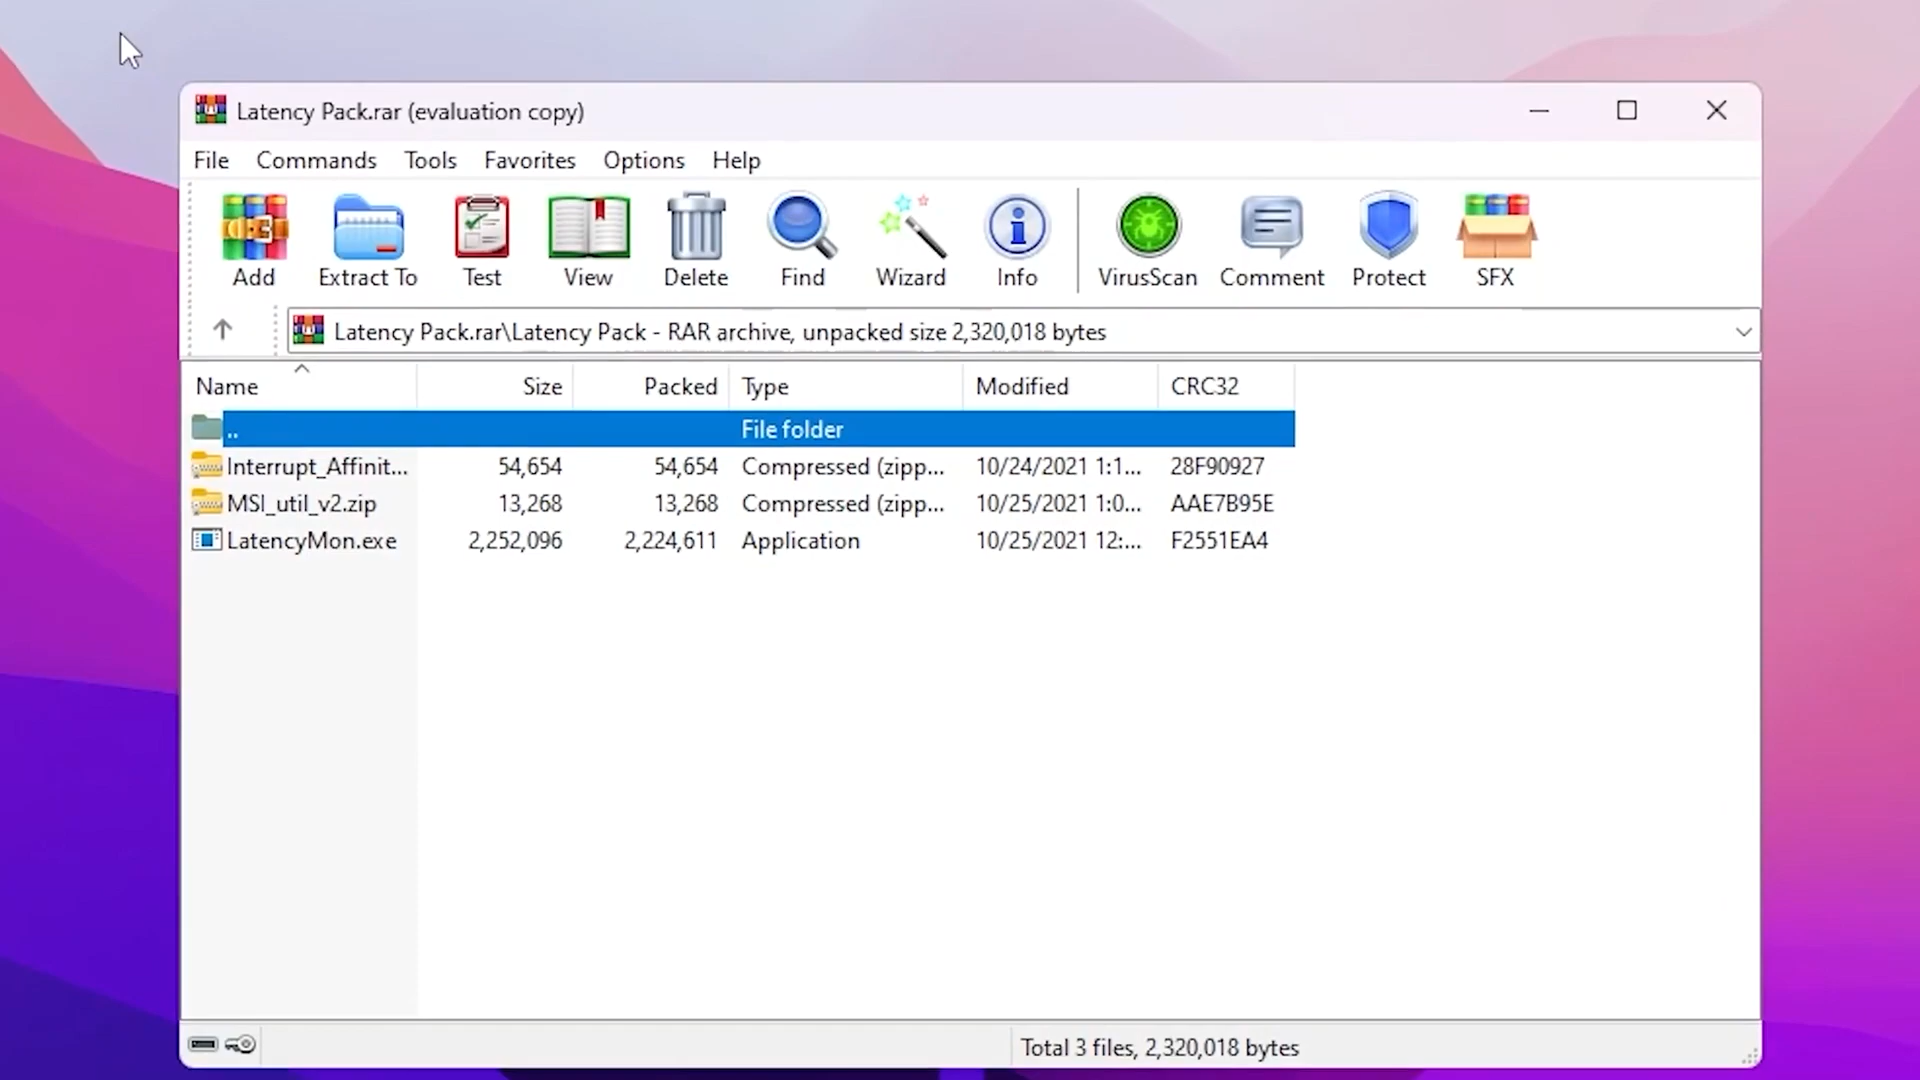 Latency Pack.rar (evaluation copy)
File Commands Tools Favorites Options Help
Add Extract To Test View Delete Find Wizard Info VirusScan Comment Protect SFX
Latency Pack.rar\Latency Pack - RAR archive, unpacked size 2,320,018 bytes
Name Size Packed Type Modified CRC32
.. File folder
Interrupt_Affinit... 54,654 54,654 Compressed (zipp... 10/24/2021 1:1... 28F90927
MSI_util_v2.zip 13,268 13,268 Compressed (zipp... 10/25/2021 1:0... AAE7B95E
LatencyMon.exe 2,252,096 2,224,611 Application 10/25/2021 12:... F2551EA4
Total 3 files, 2,320,018 bytes